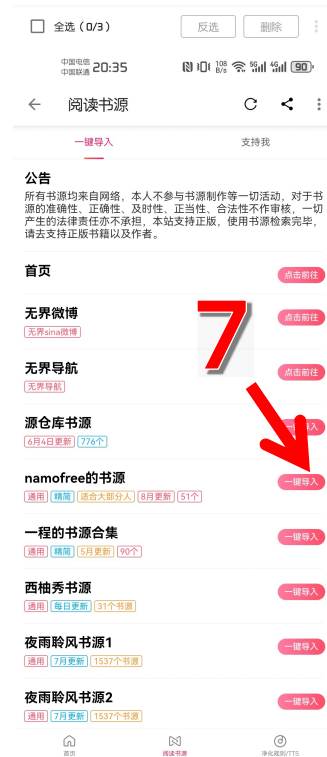 全选（0/3）
反选
删除
中国电信
中国联通
20:35
108
B/s
5G
4G
90
阅读书源
一键导入
支持我
公告
所有书源均来自网络，本人不参与书源制作等一切活动，对于书
源的准确性、正确性、及时性、正当性、合法性不作审核，一切
产生的法律责任亦不承担，本站支持正版，使用书源检索完毕，
请去支持正版书籍以及作者。
首页
点击前往
无界微博
无界sina微博
点击前往
7
无界导航
无界导航
点击前往
源仓库书源
6月4日更新 776个
一键导入
namofree的书源
通用 精简 适合大部分人 8月更新 51个
一键导入
一程的书源合集
通用 精简 5月更新 90个
一键导入
西柚秀书源
通用 每日更新 31个书源
一键导入
夜雨聆风书源1
通用 7月更新 1537个书源
一键导入
夜雨聆风书源2
通用 7月更新 1537个书源
一键导入
首页
阅读书源
净化规则/TTS